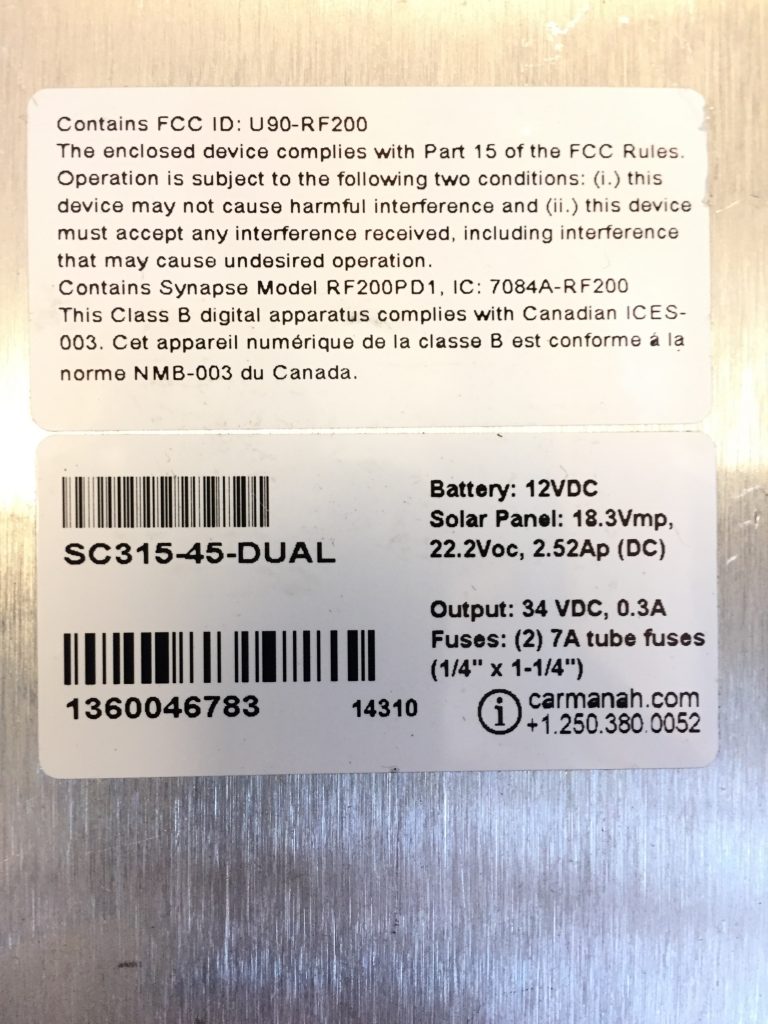 Contains FCC ID: U90-RF200
The enclosed device complies with Part 15 of the FCC Rules.
Operation is subject to the following two conditions: (i.) this
device may not cause harmful interference and (ii.) this device
must accept any interference received, including interference
that may cause undesired operation.
Contains Synapse Model RF200PD1, IC: 7084A-RF200
This Class B digital apparatus complies with Canadian ICES-
003. Cet appareil numérique de la classe B est conforme á la
norme NMB-003 du Canada.
SC315-45-DUAL
1360046783 14310
Battery: 12VDC
Solar Panel: 18.3Vmp,
22.2Voc, 2.52Ap (DC)
Output: 34 VDC, 0.3A
Fuses: (2) 7A tube fuses
(1/4" x 1-1/4")
carmanah.com
+1.250.380.0052